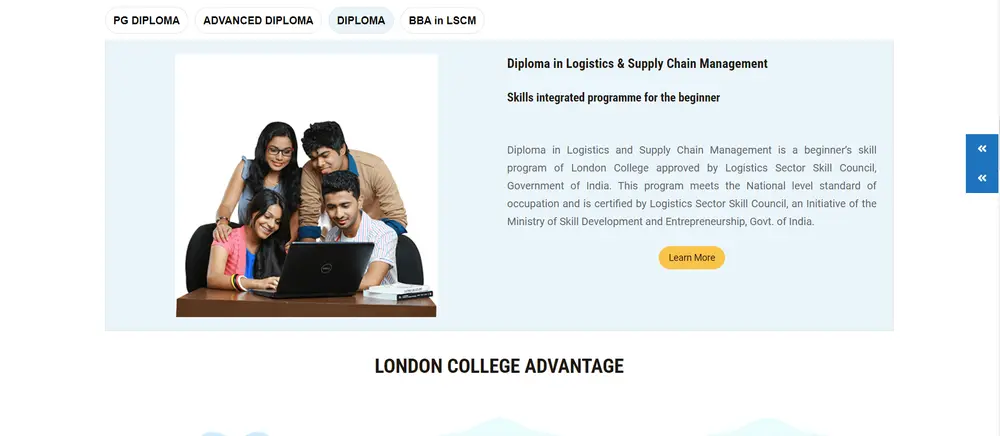 PG DIPLOMA ADVANCED DIPLOMA DIPLOMA BBA in LSCM
Diploma in Logistics & Supply Chain Management
Skills integrated programme for the beginner
Diploma in Logistics and Supply Chain Management is a beginner's skill
program of London College approved by Logistics Sector Skill Council,
Government of India. This program meets the National level standard of
occupation and is certified by Logistics Sector Skill Council, an Initiative of the
Ministry of Skill Development and Entrepreneurship, Govt. of India.
Learn More
DELL
LONDON COLLEGE ADVANTAGE